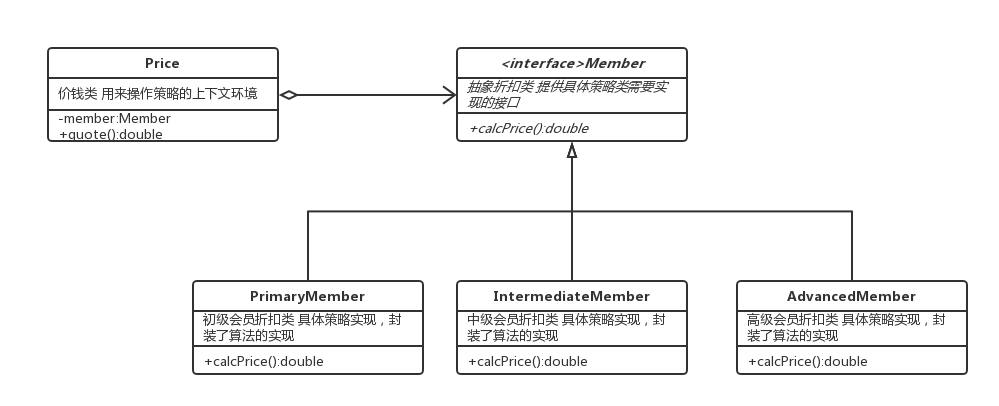 Price
价钱类 用来操作策略的上下文环境
-member:Member
+quote():double
<interface>Member
抽象折扣类 提供具体策略类需要实
现的接口
+calcPrice():double
PrimaryMember
初级会员折扣类 具体策略实现，封
装了算法的实现
+calcPrice():double
IntermediateMember
中级会员折扣类 具体策略实现，封
装了算法的实现
+calcPrice():double
AdvancedMember
高级会员折扣类 具体策略实现，封
装了算法的实现
+calcPrice():double